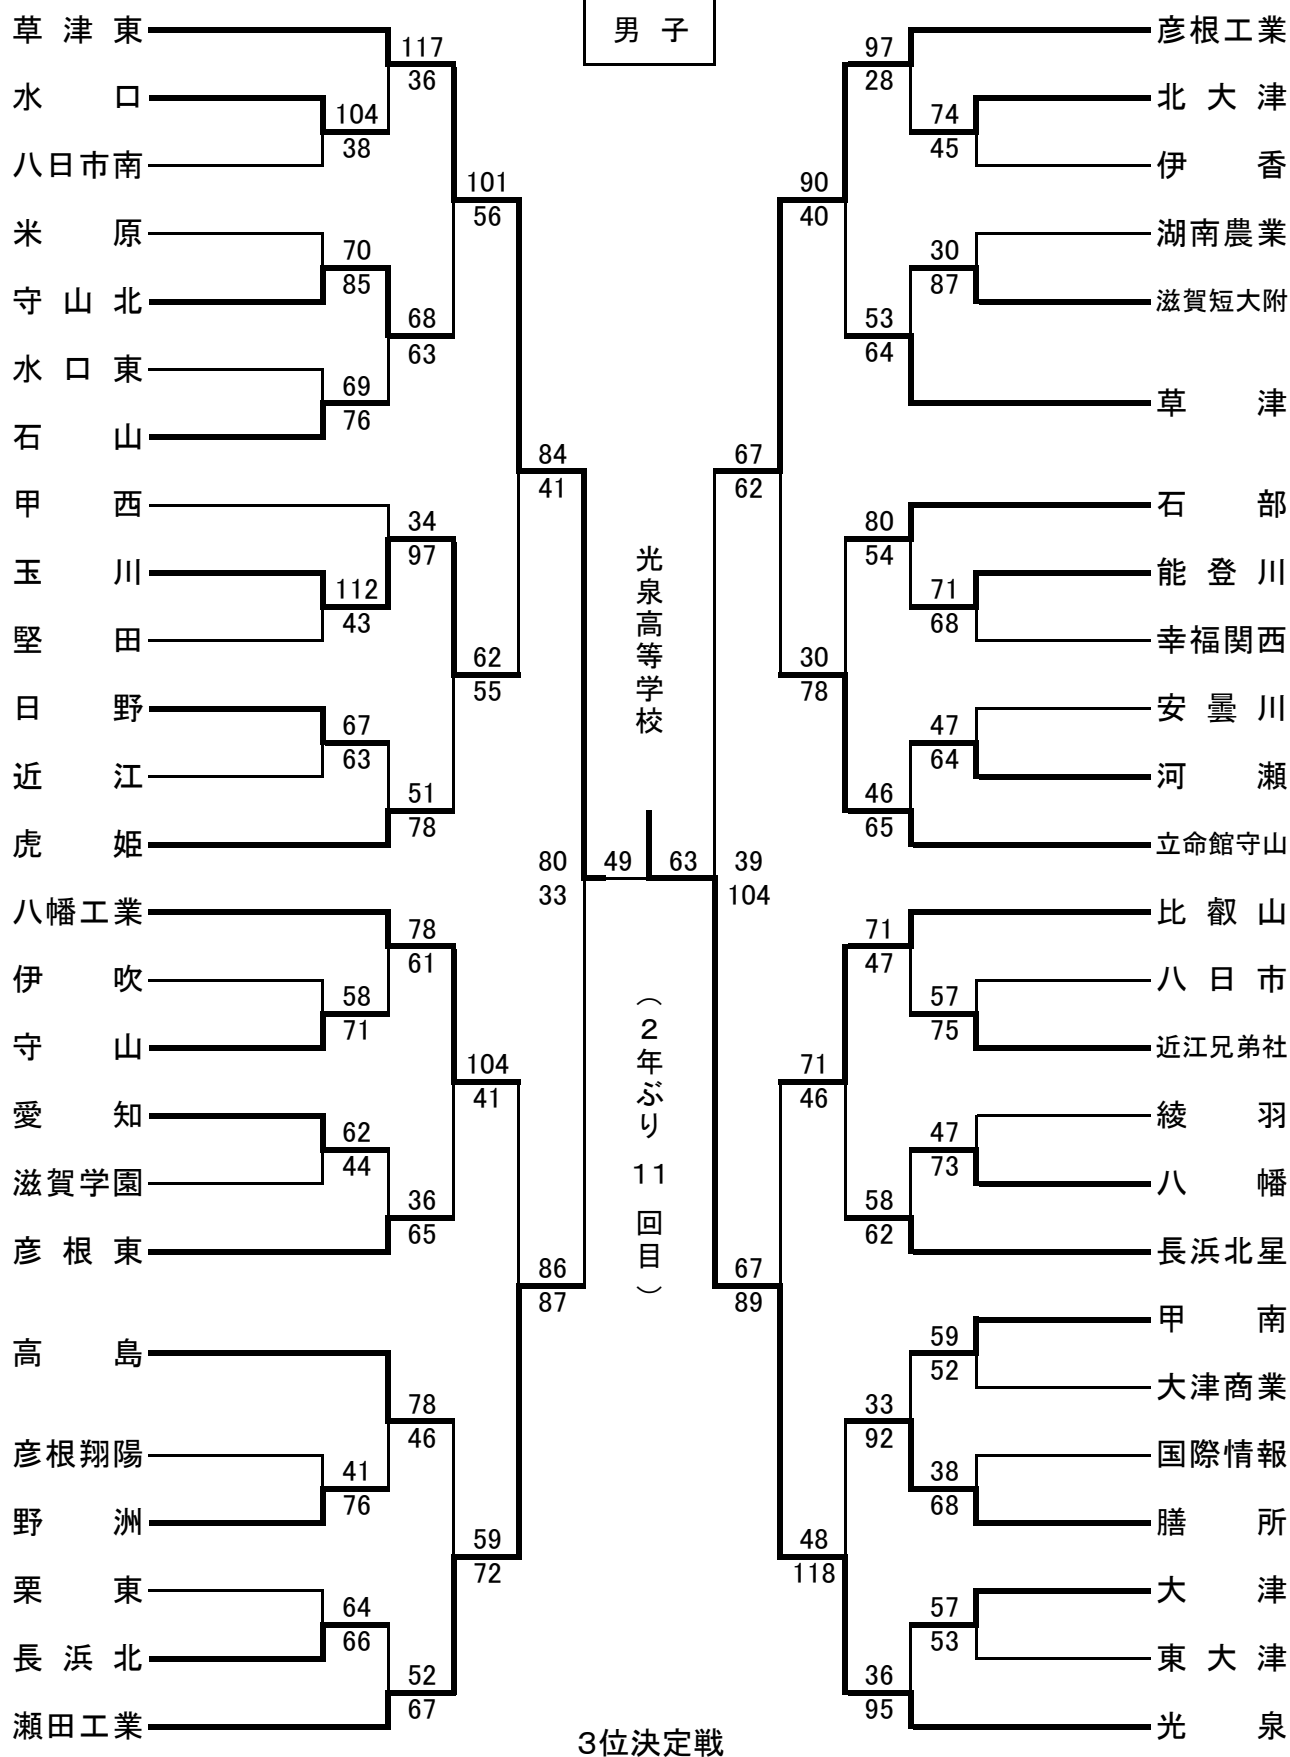 男子
草津東
水口
八日市南
米原
守山北
水口東
石山
甲西
玉川
堅田
日野
近江
虎姫
八幡工業
伊吹
守山
愛知
滋賀学園
彦根東
高島
彦根翔陽
野洲
栗東
長浜北
瀬田工業
117
36
104
38
101
56
70
85
68
63
69
76
84
41
34
97
112
43
62
55
67
63
51
78
80
33
49
78
61
58
71
104
41
62
44
36
65
86
87
78
46
41
76
59
72
64
66
52
67
光泉高等学校
（2年ぶり 11 回目）
63
97
28
74
45
90
40
30
87
53
64
67
62
80
54
71
68
30
78
47
64
46
65
39
104
71
47
57
75
71
46
47
73
58
62
67
89
59
52
33
92
38
68
48
118
57
53
36
95
彦根工業
北大津
伊香
湖南農業
滋賀短大附
草津
石部
能登川
幸福関西
安曇川
河瀬
立命館守山
比叡山
八日市
近江兄弟社
綾羽
八幡
長浜北星
甲南
大津商業
国際情報
膳所
大津
東大津
光泉
3位決定戦